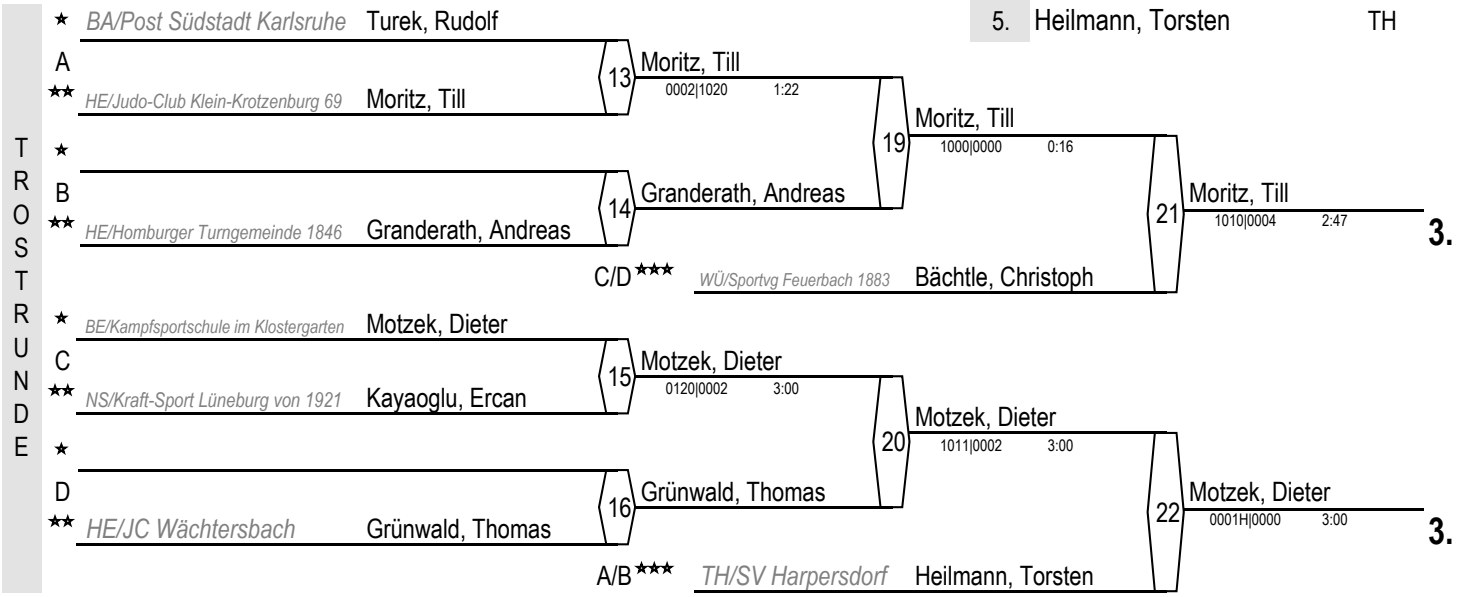 ★ BA/Post Südstadt Karlsruhe Turek, Rudolf
5. Heilmann, Torsten TH
A
13 Moritz, Till
0002|1020 1:22
★★ HE/Judo-Club Klein-Krotzenburg 69 Moritz, Till
19 Moritz, Till
1000|0000 0:16
TROSTRUNDE
★
B
14 Granderath, Andreas
21 Moritz, Till
1010|0004 2:47
3.
★★ HE/Homburger Turngemeinde 1846 Granderath, Andreas
C/D ★★★ WÜ/Sportvg Feuerbach 1883 Bächtle, Christoph
★ BE/Kampfsportschule im Klostergarten Motzek, Dieter
C
15 Motzek, Dieter
0120|0002 3:00
★★ NS/Kraft-Sport Lüneburg von 1921 Kayaoglu, Ercan
20 Motzek, Dieter
1011|0002 3:00
★
D
16 Grünwald, Thomas
22 Motzek, Dieter
0001H|0000 3:00
3.
★★ HE/JC Wächtersbach Grünwald, Thomas
A/B ★★★ TH/SV Harpersdorf Heilmann, Torsten